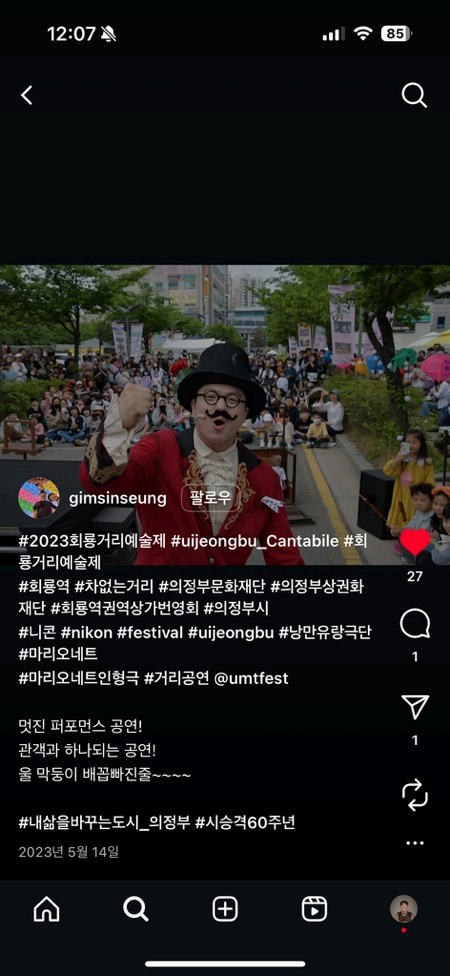 12:07
85
gimsinseung 팔로우
#2023회룡거리예술제 #uijeongbu_Cantabile #회
룡거리예술제
27
#회룡역 #차없는거리 #의정부문화재단 #의정부상권화
재단 #회룡역권역상가번영회 #의정부시
#니콘 #nikon #festival #uijeongbu #낭만유랑극단
#마리오네트
1
#마리오네트인형극 #거리공연 @umtfest
멋진 퍼포먼스 공연!
1
관객과 하나되는 공연!
울 막둥이 배꼽빠진줄~~~~
#내삶을바꾸는도시_의정부 #시승격60주년
2023년 5월 14일